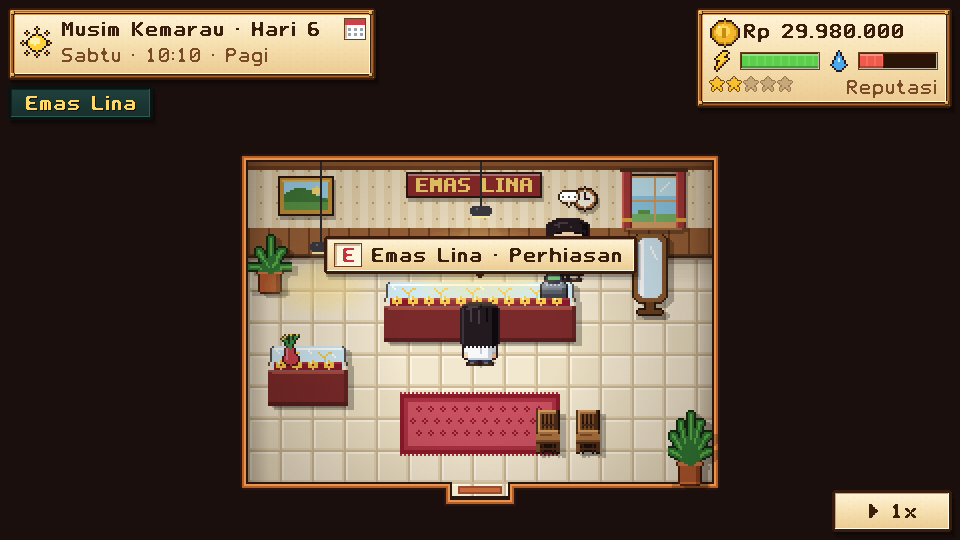 Musim Kemarau · Hari 6
Sabtu · 10:10 · Pagi
Rp 29.980.000
Reputasi
Emas Lina
EMAS LINA
E Emas Lina · Perhiasan
1x